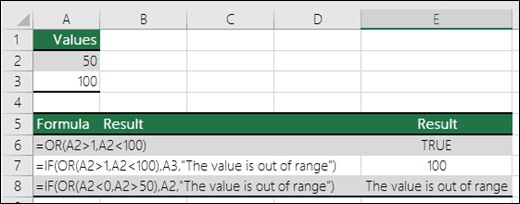 A B C D E
1 Values
2 50
3 100
4
5 Formula Result Result
6 =OR(A2>1,A2<100) TRUE
7 =IF(OR(A2>1,A2<100),A3,"The value is out of range") 100
8 =IF(OR(A2<0,A2>50),A2,"The value is out of range") The value is out of range